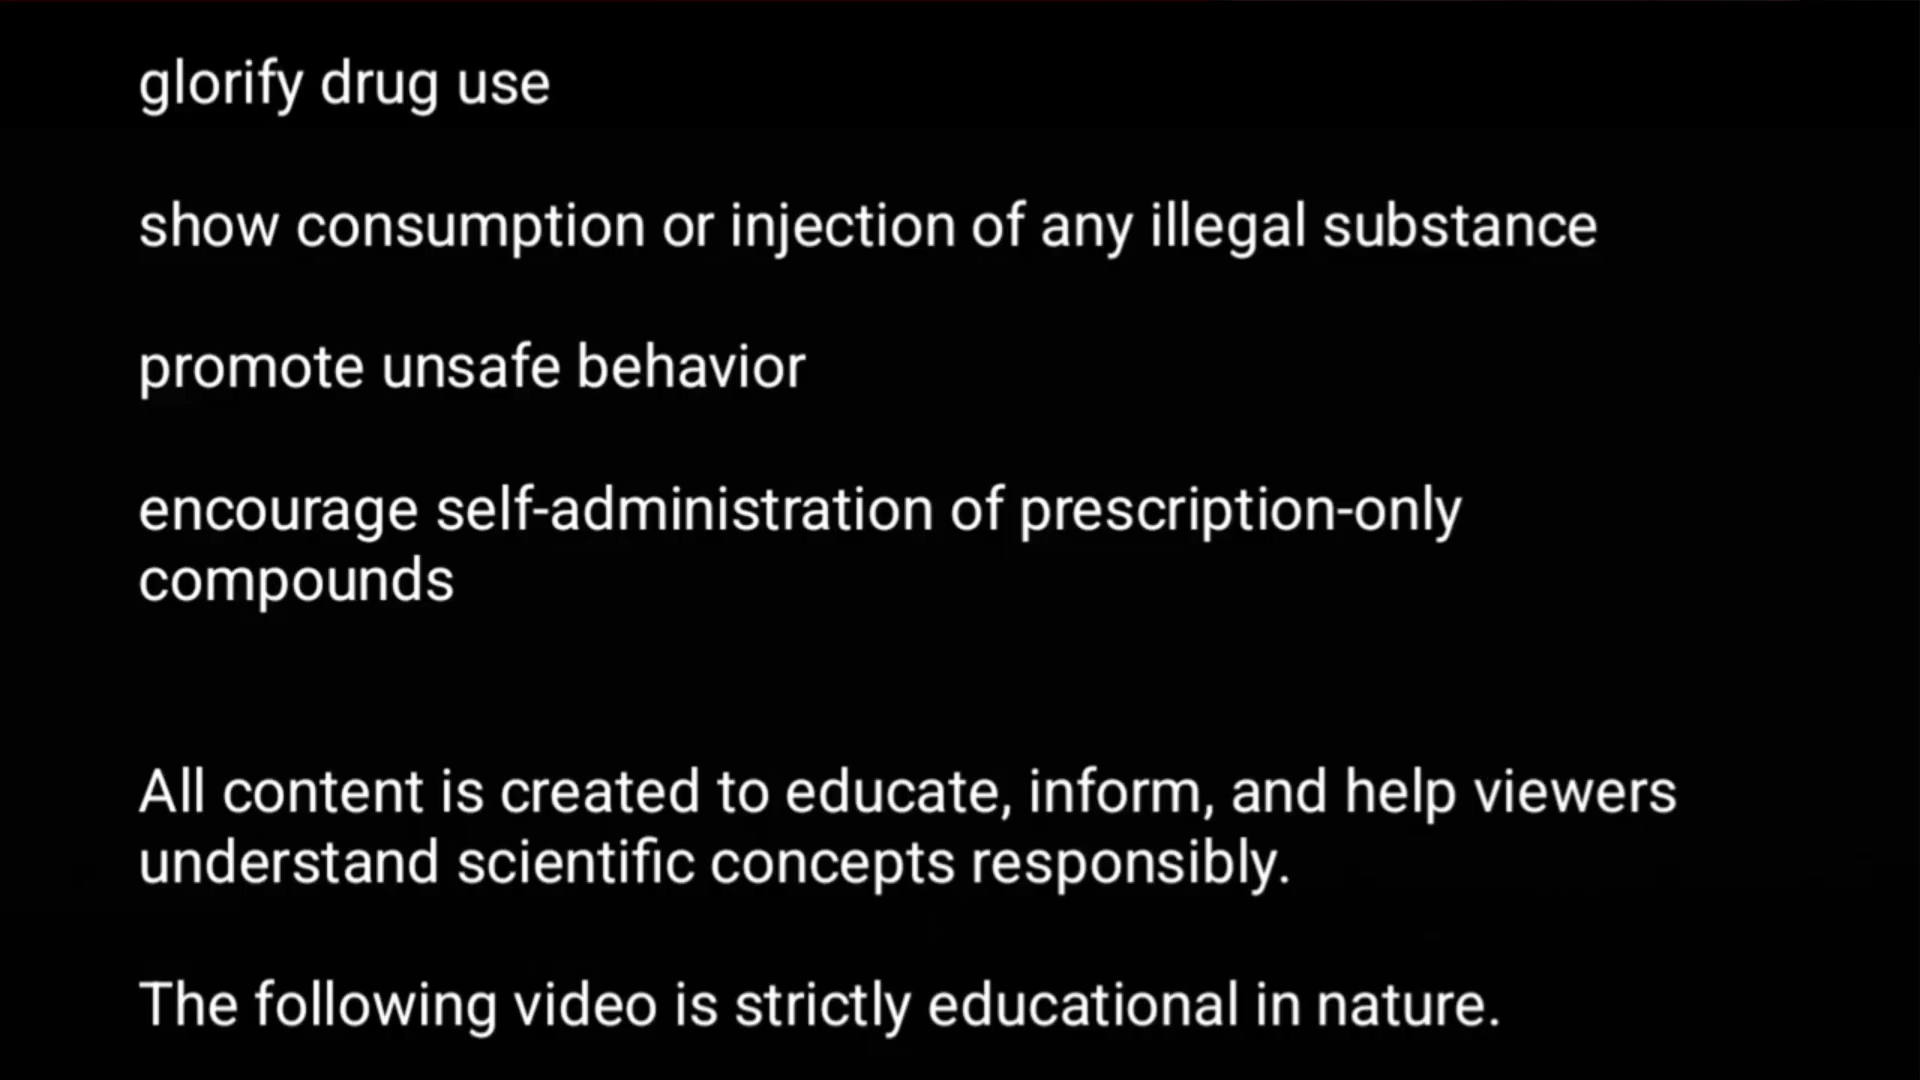 glorify drug use
show consumption or injection of any illegal substance
promote unsafe behavior
encourage self-administration of prescription-only
compounds
All content is created to educate, inform, and help viewers
understand scientific concepts responsibly.
The following video is strictly educational in nature.